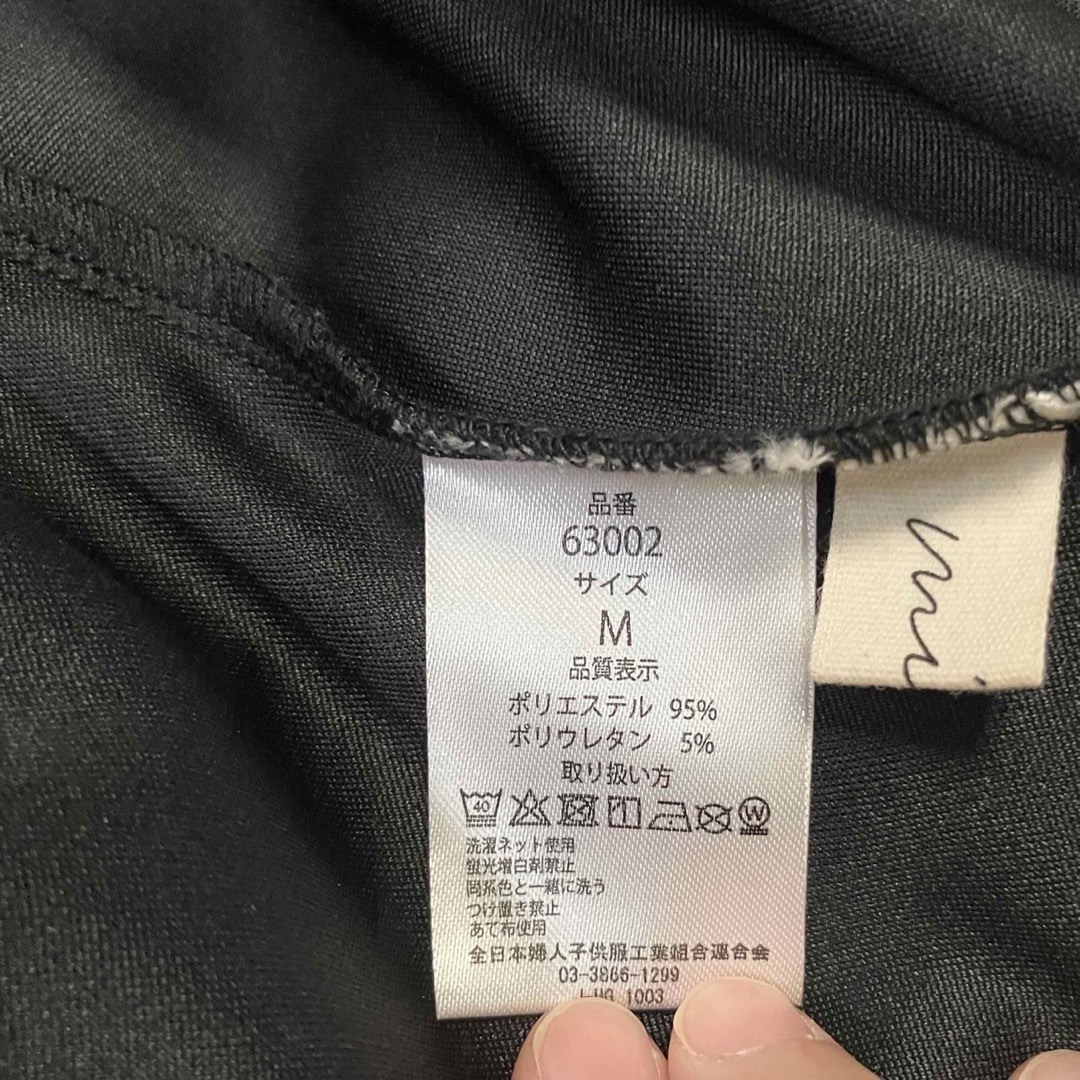 品番
63002
サイズ
M
品質表示
ポリエステル 95%
ポリウレタン 5%
取り扱い方
40 W
洗濯ネット使用
蛍光増白剤禁止
同系色と一緒に洗う
つけ置き禁止
あて布使用
全日本婦人子供服工業組合連合会
03-3866-1299
1003